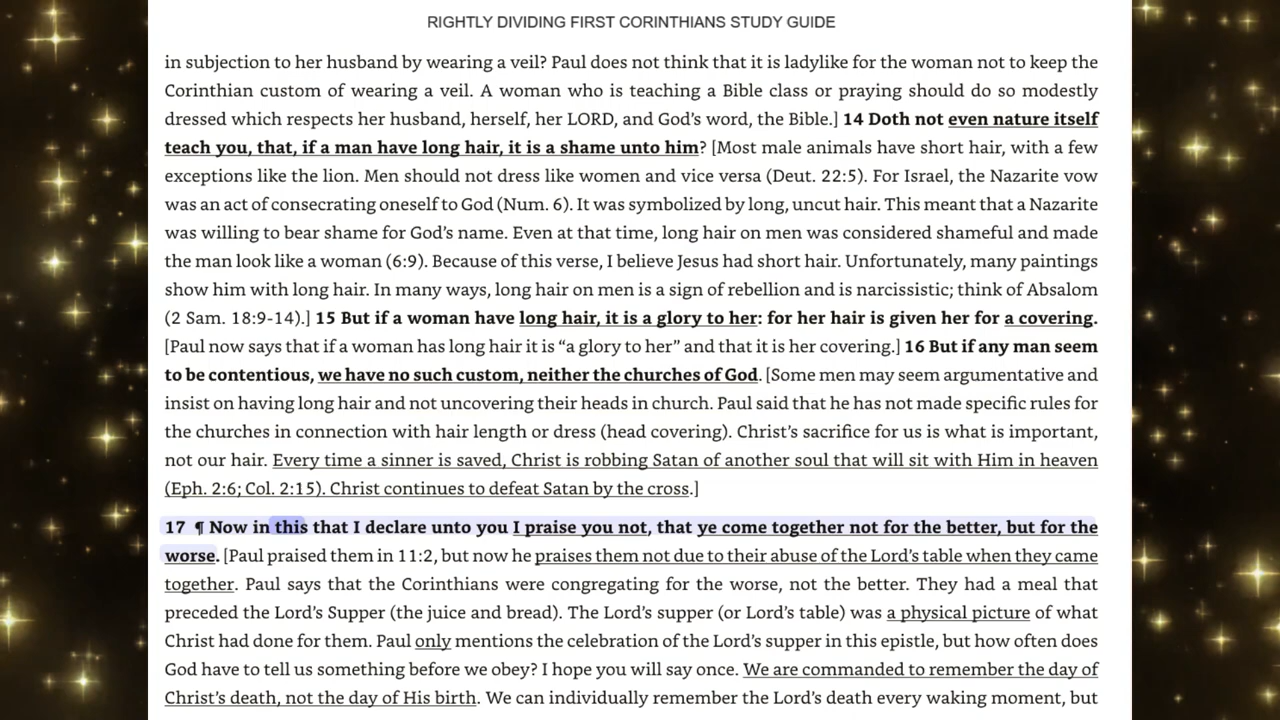 RIGHTLY DIVIDING FIRST CORINTHIANS STUDY GUIDE
in subjection to her husband by wearing a veil? Paul does not think that it is ladylike for the woman not to keep the
Corinthian custom of wearing a veil. A woman who is teaching a Bible class or praying should do so modestly
dressed which respects her husband, herself, her LORD, and God’s word, the Bible.] 14 Doth not even nature itself
teach you, that, if a man have long hair, it is a shame unto him? [Most male animals have short hair, with a few
exceptions like the lion. Men should not dress like women and vice versa (Deut. 22:5). For Israel, the Nazarite vow
was an act of consecrating oneself to God (Num. 6). It was symbolized by long, uncut hair. This meant that a Nazarite
was willing to bear shame for God’s name. Even at that time, long hair on men was considered shameful and made
the man look like a woman (6:9). Because of this verse, I believe Jesus had short hair. Unfortunately, many paintings
show him with long hair. In many ways, long hair on men is a sign of rebellion and is narcissistic; think of Absalom
(2 Sam. 18:9-14).] 15 But if a woman have long hair, it is a glory to her: for her hair is given her for a covering.
[Paul now says that if a woman has long hair it is “a glory to her” and that it is her covering.] 16 But if any man seem
to be contentious, we have no such custom, neither the churches of God. [Some men may seem argumentative and
insist on having long hair and not uncovering their heads in church. Paul said that he has not made specific rules for
the churches in connection with hair length or dress (head covering). Christ’s sacrifice for us is what is important,
not our hair. Every time a sinner is saved, Christ is robbing Satan of another soul that will sit with Him in heaven
(Eph. 2:6; Col. 2:15). Christ continues to defeat Satan by the cross.]
17 ¶ Now in this that I declare unto you I praise you not, that ye come together not for the better, but for the
worse. [Paul praised them in 11:2, but now he praises them not due to their abuse of the Lord’s table when they came
together. Paul says that the Corinthians were congregating for the worse, not the better. They had a meal that
preceded the Lord’s Supper (the juice and bread). The Lord’s supper (or Lord’s table) was a physical picture of what
Christ had done for them. Paul only mentions the celebration of the Lord’s supper in this epistle, but how often does
God have to tell us something before we obey? I hope you will say once. We are commanded to remember the day of
Christ’s death, not the day of His birth. We can individually remember the Lord’s death every waking moment, but